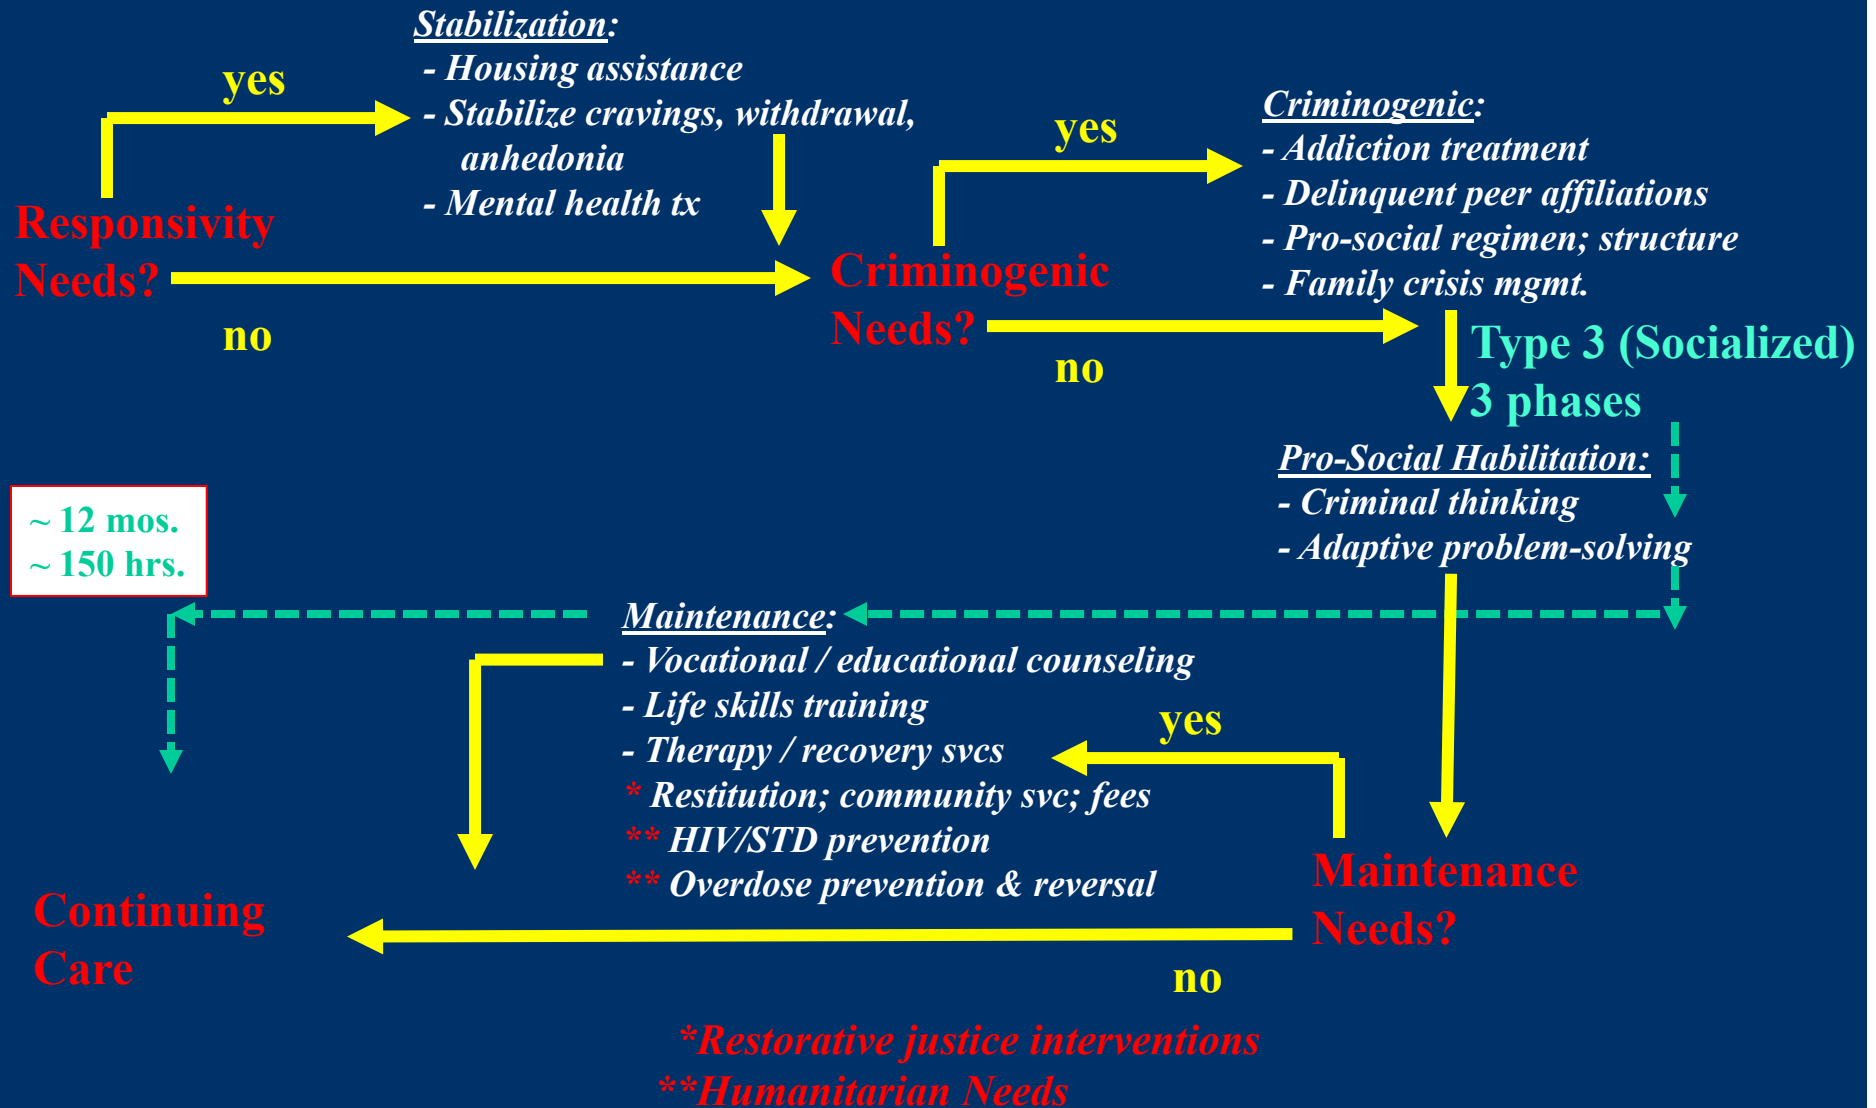 Stabilization:
- Housing assistance
- Stabilize cravings, withdrawal,
anhedonia
- Mental health tx
yes
Responsivity
Needs?
no
yes
Criminogenic
Needs?
no
Criminogenic:
- Addiction treatment
- Delinquent peer affiliations
- Pro-social regimen; structure
- Family crisis mgmt.
Type 3 (Socialized)
3 phases
Pro-Social Habilitation:
- Criminal thinking
- Adaptive problem-solving
~ 12 mos.
~ 150 hrs.
Maintenance:
- Vocational / educational counseling
- Life skills training
- Therapy / recovery svcs
* Restitution; community svc; fees
** HIV/STD prevention
** Overdose prevention & reversal
yes
Maintenance
Needs?
no
Continuing
Care
*Restorative justice interventions
**Humanitarian Needs